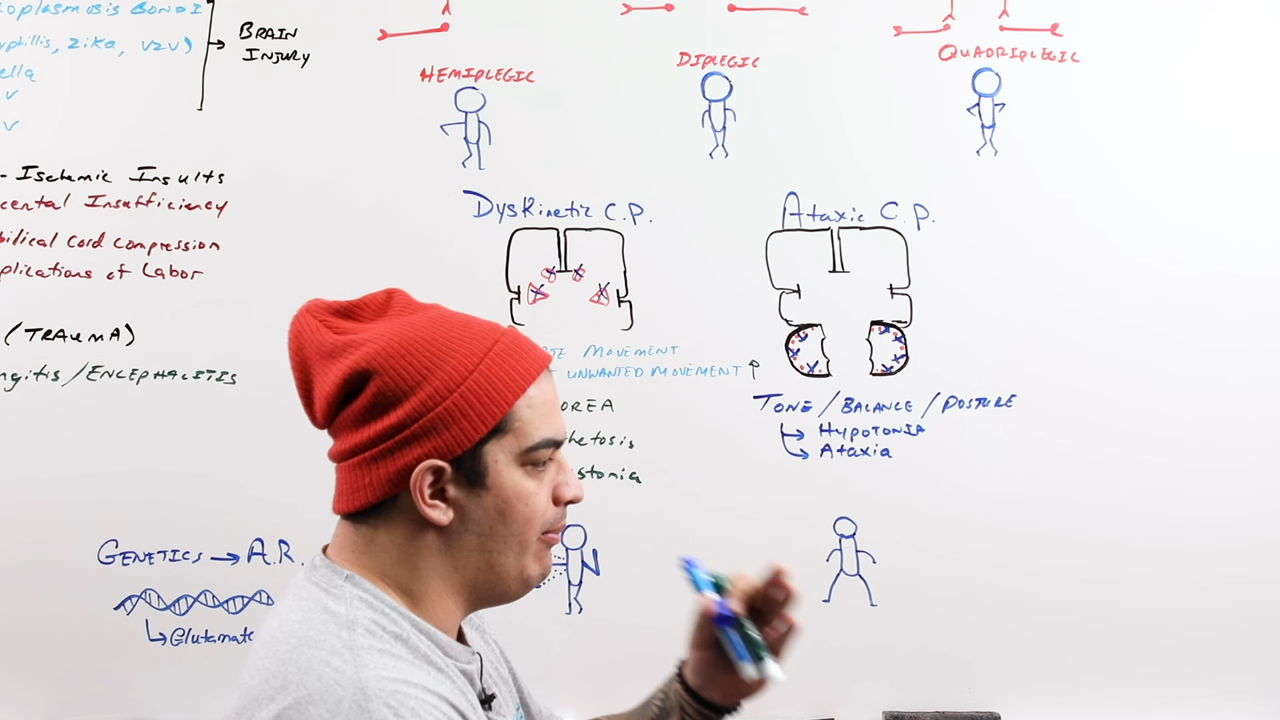 oplasmosis GONDI
yphillis, Zika, VZV)
ella
V
V
BRAIN
INJURY
- Ischemic Insults
cental Insufficiency
bilical Cord Compression
plications of Labor
(TRAUMA)
ngitis/ENCEPHALITIS
GENETICS → A.R.
Glutamate
HEMIPLEGIC
DIPLEGIC
QUADRIPLEGIC
Dyskinetic C.P.
TE MOVEMENT
UNWANTED MOVEMENT ↑
OREA
hetosis
stonia
Ataxic C.P.
TONE/BALANCE/POSTURE
↳ HYPOTONIA
↳ Ataxia